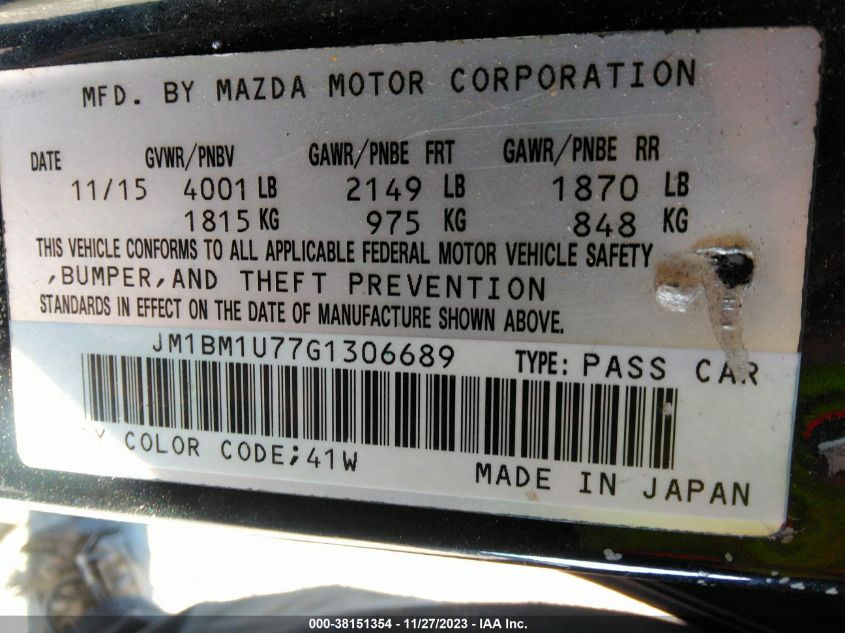 MFD. BY MAZDA MOTOR CORPORATION
DATE GVWR/PNBV GAWR/PNBE FRT GAWR/PNBE RR
11/15 4001 LB 2149 LB 1870 LB
1815 KG 975 KG 848 KG
THIS VEHICLE CONFORMS TO ALL APPLICABLE FEDERAL MOTOR VEHICLE SAFETY
,BUMPER,AND THEFT PREVENTION
STANDARDS IN EFFECT ON THE DATE OF MANUFACTURE SHOWN ABOVE.
JM1BM1U77G1306689 TYPE: PASS CAR
COLOR CODE;41W
MADE IN JAPAN
000-38151354 - 11/27/2023 - IAA Inc.